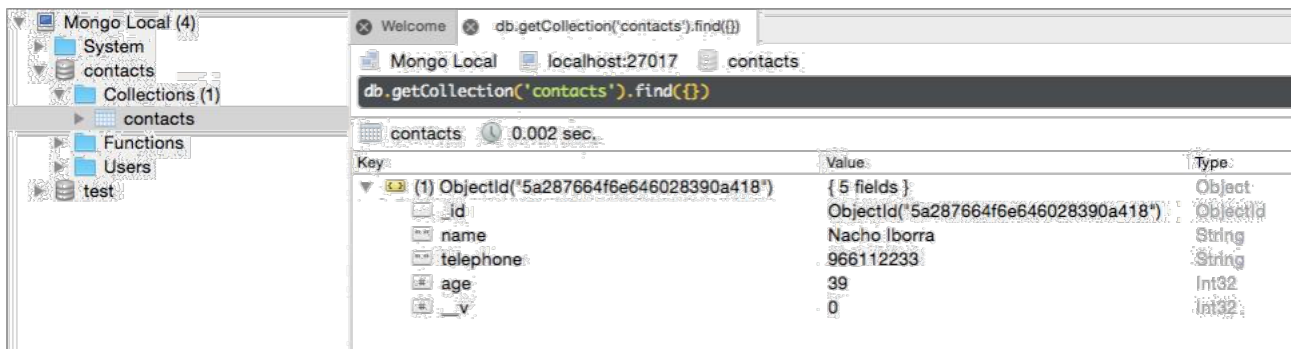 Mongo Local (4)
System
contacts
Collections (1)
contacts
Functions
Users
test
Welcome db.getCollection('contacts').find({})
Mongo Local localhost:27017 contacts
db.getCollection('contacts').find({})
contacts 0.002 sec.
Key Value Type
(1) ObjectId("5a287664f6e646028390a418") { 5 fields } Object
_id ObjectId("5a287664f6e646028390a418") ObjectId
name Nacho Iborra String
telephone 966112233 String
age 39 Int32
__v 0 Int32